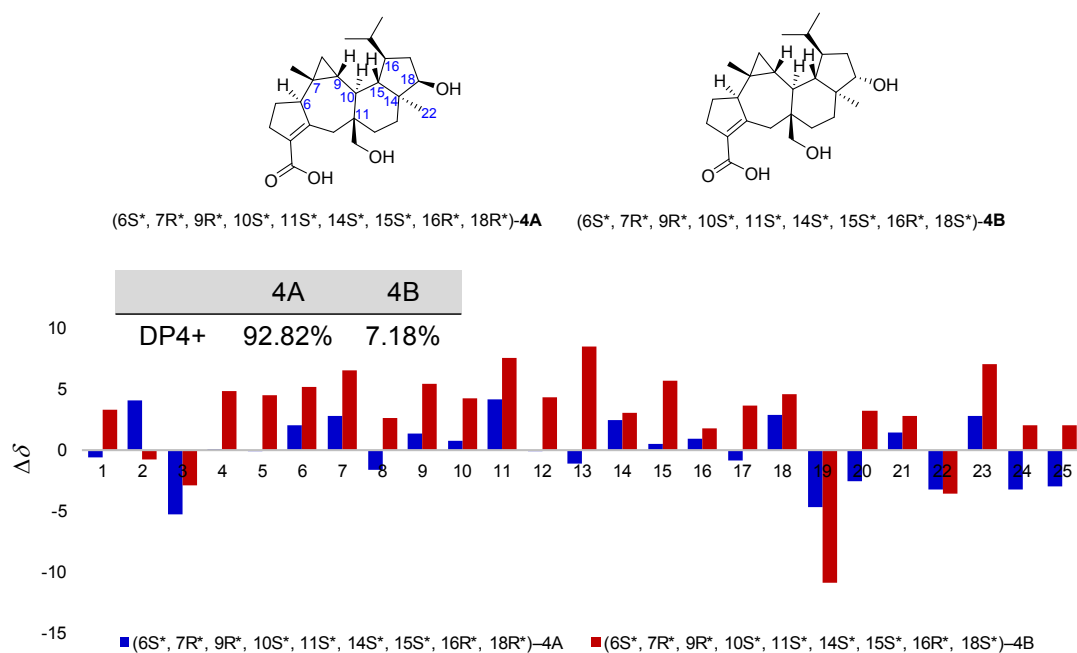 H H H H
16
18 OH
7 9
H 10 15
6 14 22
11
OH
O OH
H H H
OH
H
OH
O OH
(6S*, 7R*, 9R*, 10S*, 11S*, 14S*, 15S*, 16R*, 18R*)-4A
(6S*, 7R*, 9R*, 10S*, 11S*, 14S*, 15S*, 16R*, 18S*)-4B
4A 4B
DP4+ 92.82% 7.18%
10
5
0
-5
-10
-15
Δδ
1 2 3 4 5 6 7 8 9 10 11 12 13 14 15 16 17 18 19 20 21 22 23 24 25
(6S*, 7R*, 9R*, 10S*, 11S*, 14S*, 15S*, 16R*, 18R*)–4A
(6S*, 7R*, 9R*, 10S*, 11S*, 14S*, 15S*, 16R*, 18S*)–4B